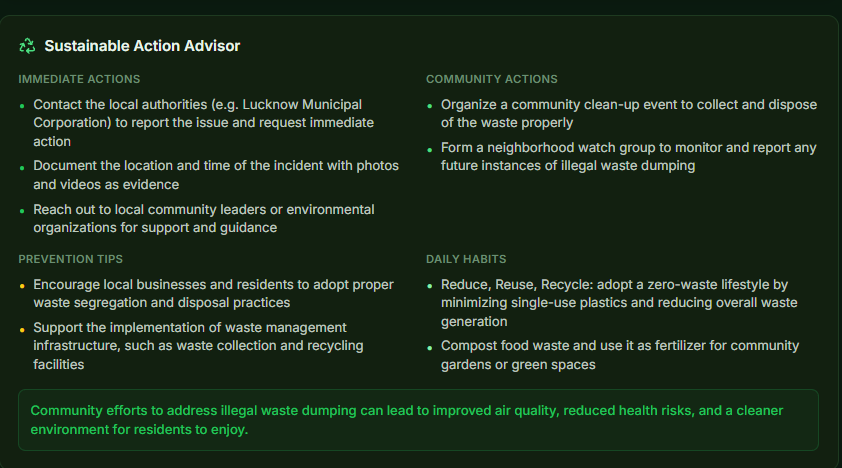 Sustainable Action Advisor
IMMEDIATE ACTIONS
Contact the local authorities (e.g. Lucknow Municipal
Corporation) to report the issue and request immediate
action
Document the location and time of the incident with photos
and videos as evidence
Reach out to local community leaders or environmental
organizations for support and guidance
COMMUNITY ACTIONS
Organize a community clean-up event to collect and dispose
of the waste properly
Form a neighborhood watch group to monitor and report any
future instances of illegal waste dumping
PREVENTION TIPS
Encourage local businesses and residents to adopt proper
waste segregation and disposal practices
Support the implementation of waste management
infrastructure, such as waste collection and recycling
facilities
DAILY HABITS
Reduce, Reuse, Recycle: adopt a zero-waste lifestyle by
minimizing single-use plastics and reducing overall waste
generation
Compost food waste and use it as fertilizer for community
gardens or green spaces
Community efforts to address illegal waste dumping can lead to improved air quality, reduced health risks, and a cleaner
environment for residents to enjoy.